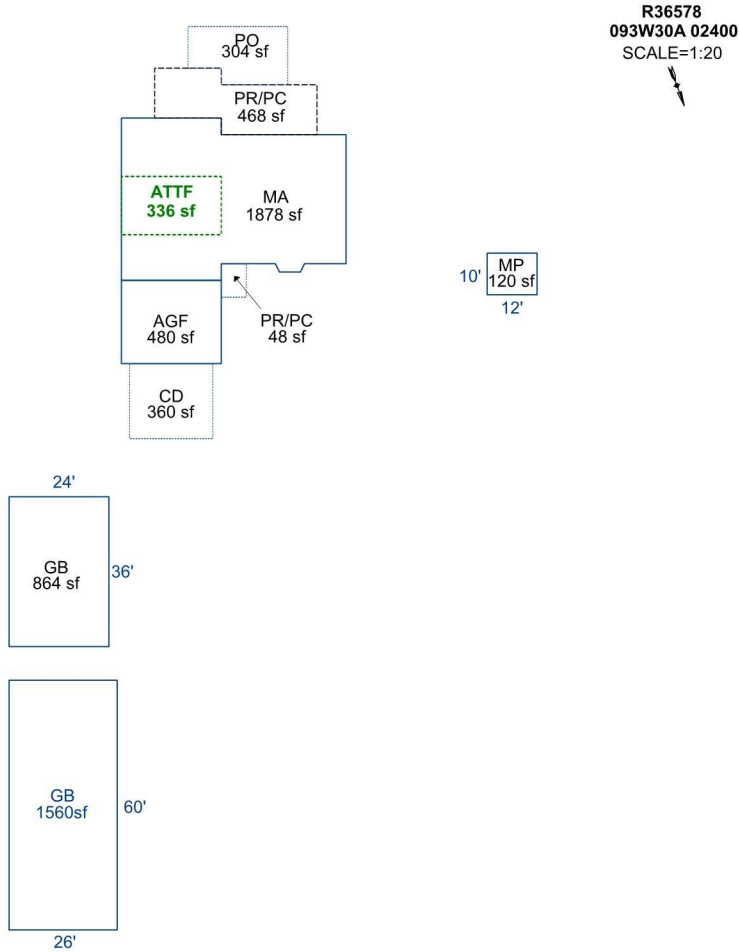 R36578
093W30A 02400
SCALE=1:20
PO
304 sf
PR/PC
468 sf
ATTF
336 sf
MA
1878 sf
MP
120 sf
10'
12'
AGF
480 sf
PR/PC
48 sf
CD
360 sf
24'
GB
864 sf
36'
GB
1560sf
60'
26'